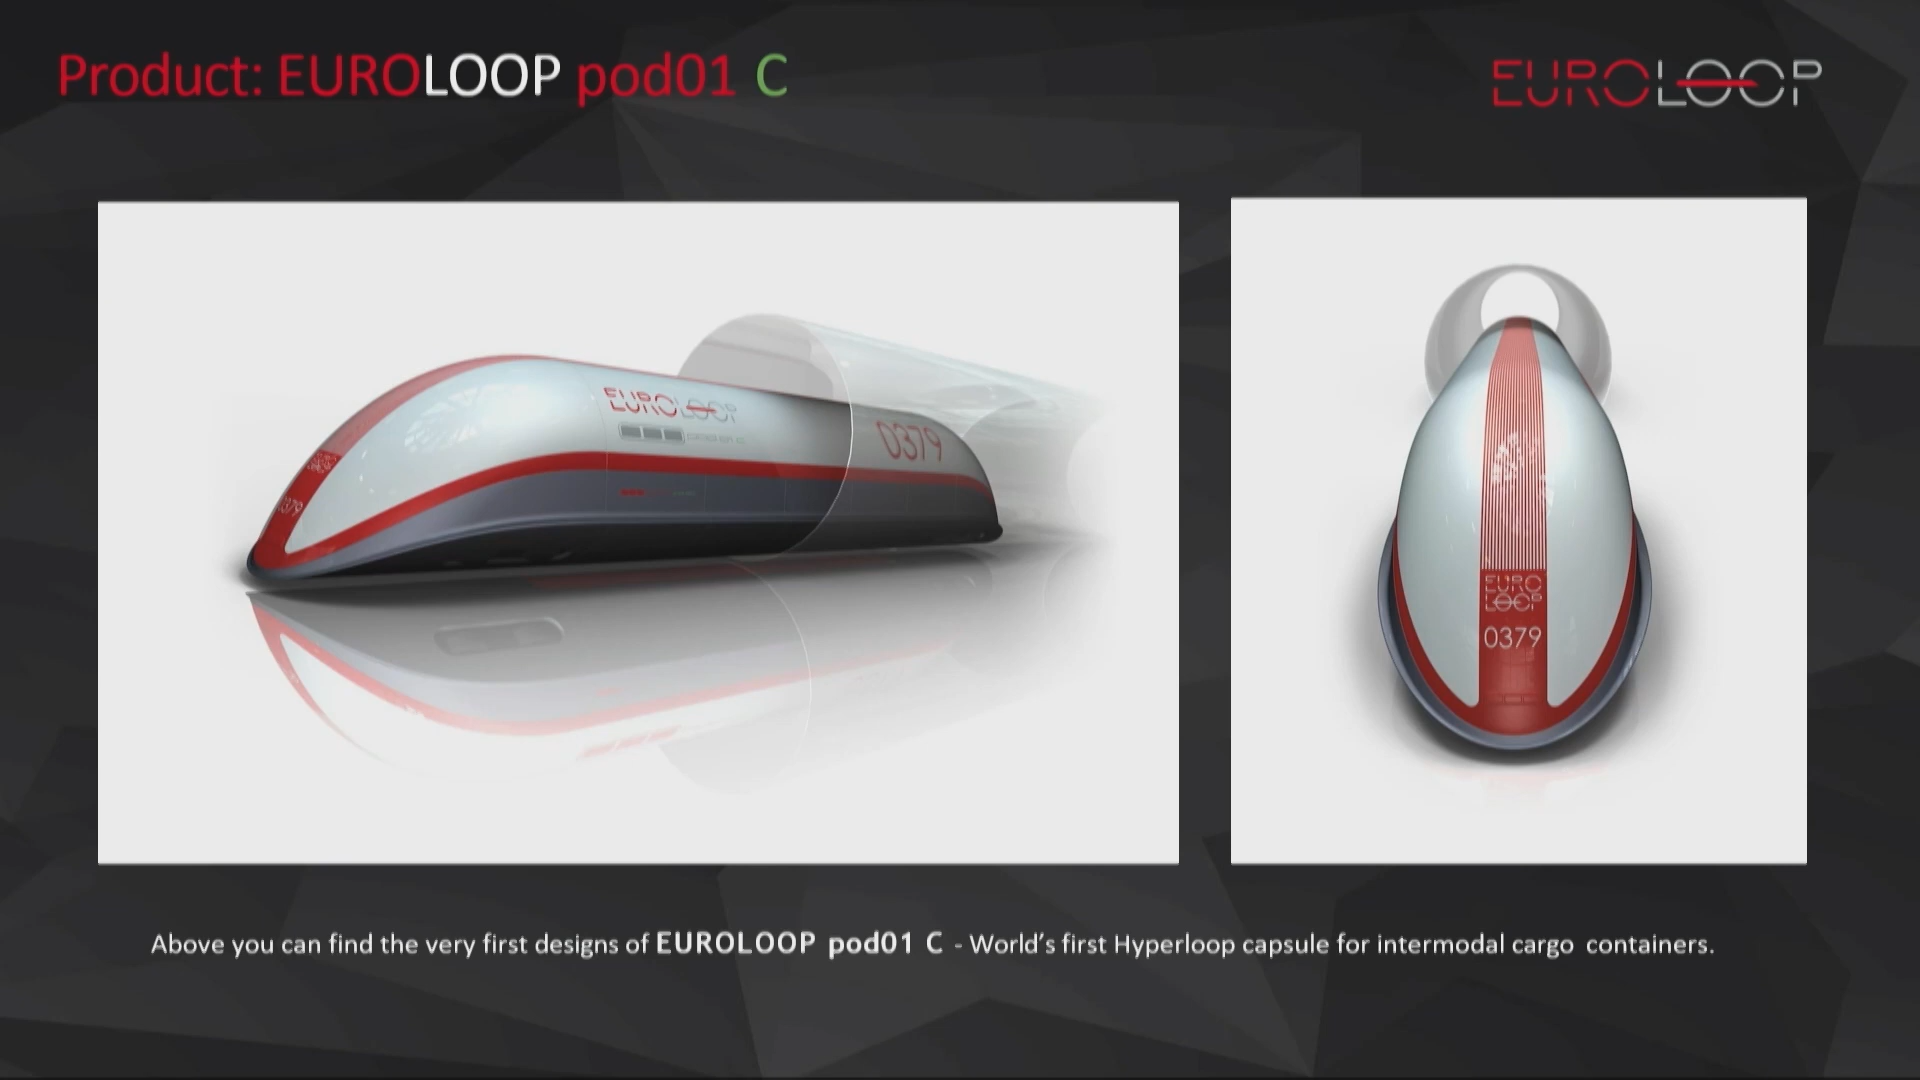 Product: EUROLOOP pod01 C
EUROLOOP
EUROLOOP
0379
0379
EURO
LOOP
0379
Above you can find the very first designs of EUROLOOP pod01 C - World's first Hyperloop capsule for intermodal cargo containers.